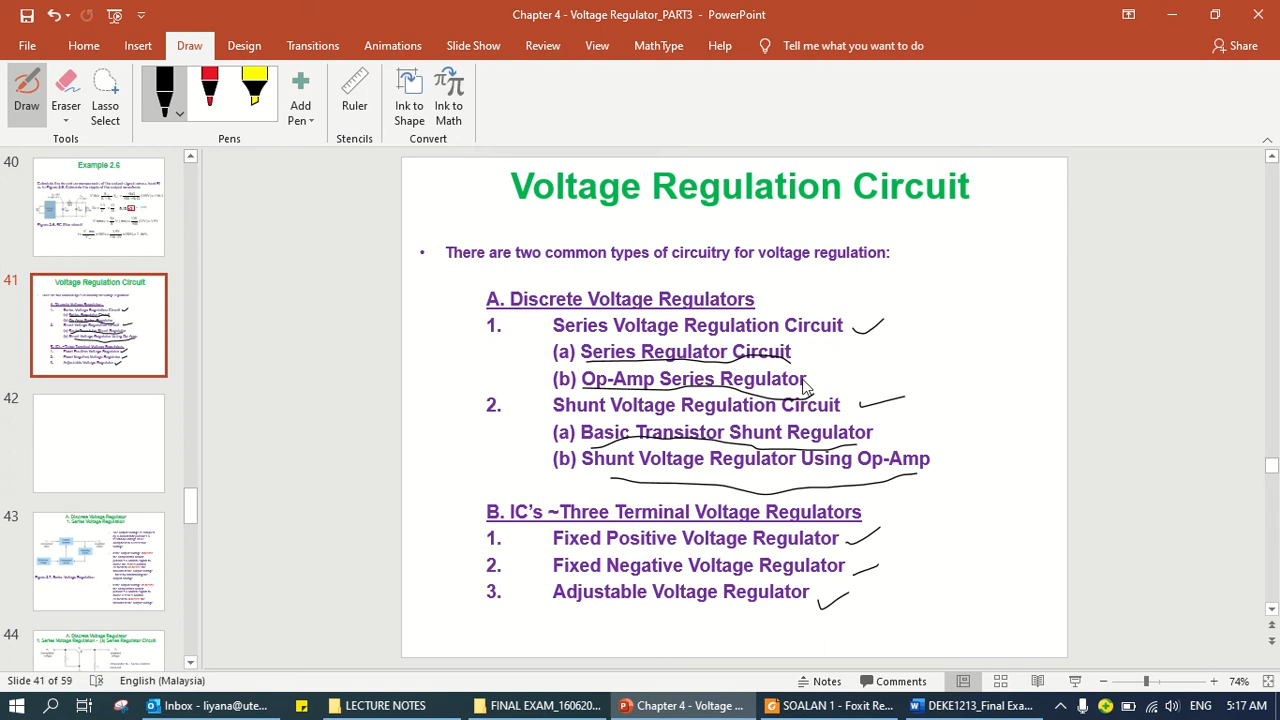 Chapter 4 - Voltage Regulator_PART3 - PowerPoint
File Home Insert Draw Design Transitions Animations Slide Show Review View MathType Help Tell me what you want to do Share
Draw
Eraser
Lasso Select
Add Pen
Ruler
Ink to Shape
Ink to Math
Tools
Pens
Stencils
Convert
40
Example 2.6
41
Voltage Regulation Circuit
42
43
A. Discrete Voltage Regulation
1. Series Voltage Regulation
44
Voltage Regulation Circuit
• There are two common types of circuitry for voltage regulation:
A. Discrete Voltage Regulators
1. Series Voltage Regulation Circuit
(a) Series Regulator Circuit
(b) Op-Amp Series Regulator
2. Shunt Voltage Regulation Circuit
(a) Basic Transistor Shunt Regulator
(b) Shunt Voltage Regulator Using Op-Amp
B. IC's ~Three Terminal Voltage Regulators
1. Fixed Positive Voltage Regulator
2. Fixed Negative Voltage Regulator
3. Adjustable Voltage Regulator
Slide 41 of 59 English (Malaysia) Notes Comments 74%
Inbox - liyana@ute... LECTURE NOTES FINAL EXAM_160620... Chapter 4 - Voltage ... SOALAN 1 - Foxit Re... DEKE1213_Final Exa... 5:17 AM